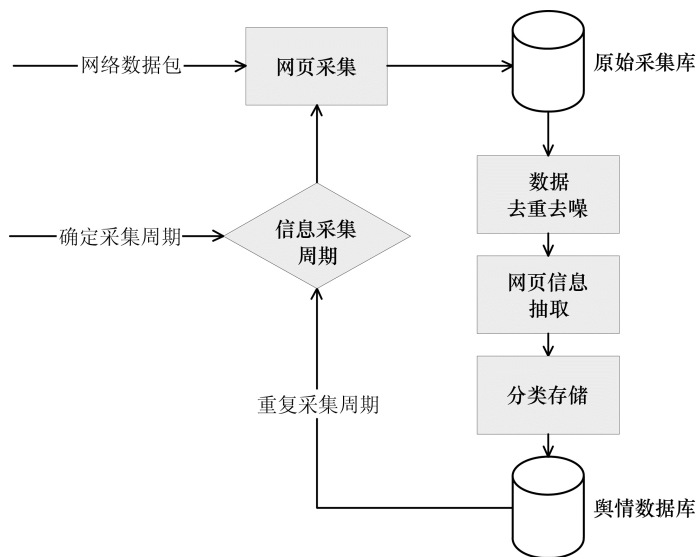 网络数据包
网页采集
原始采集库
数据
去重去噪
确定采集周期
信息采集
周期
网页信息
抽取
分类存储
重复采集周期
舆情数据库